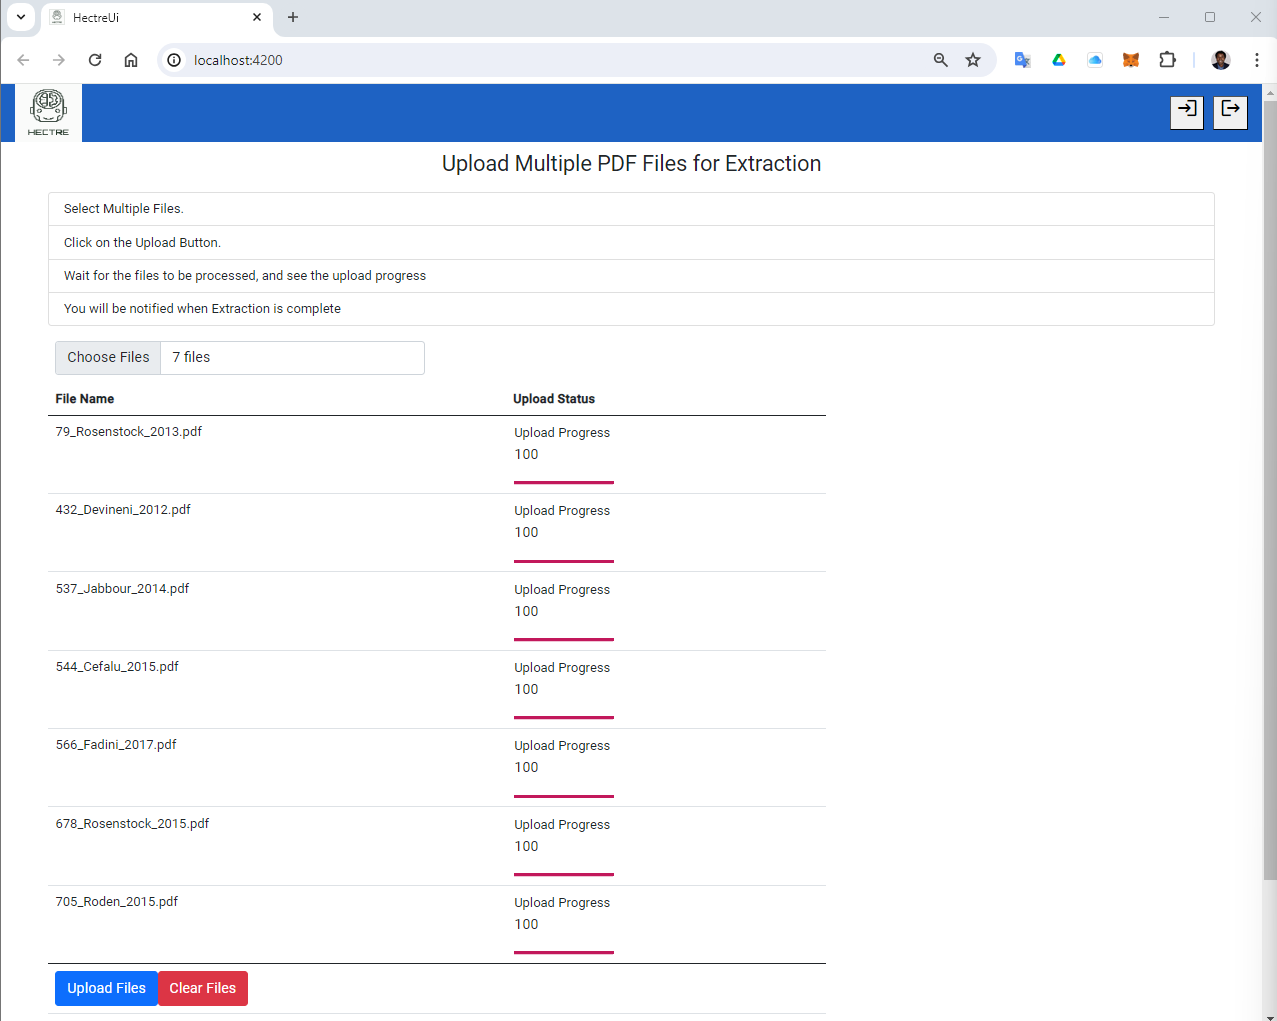 HectreUi
localhost:4200
HECTRE
Upload Multiple PDF Files for Extraction
Select Multiple Files.
Click on the Upload Button.
Wait for the files to be processed, and see the upload progress
You will be notified when Extraction is complete
Choose Files 7 files
File Name Upload Status
79_Rosenstock_2013.pdf Upload Progress
100
432_Devineni_2012.pdf Upload Progress
100
537_Jabbour_2014.pdf Upload Progress
100
544_Cefalu_2015.pdf Upload Progress
100
566_Fadini_2017.pdf Upload Progress
100
678_Rosenstock_2015.pdf Upload Progress
100
705_Roden_2015.pdf Upload Progress
100
Upload Files Clear Files